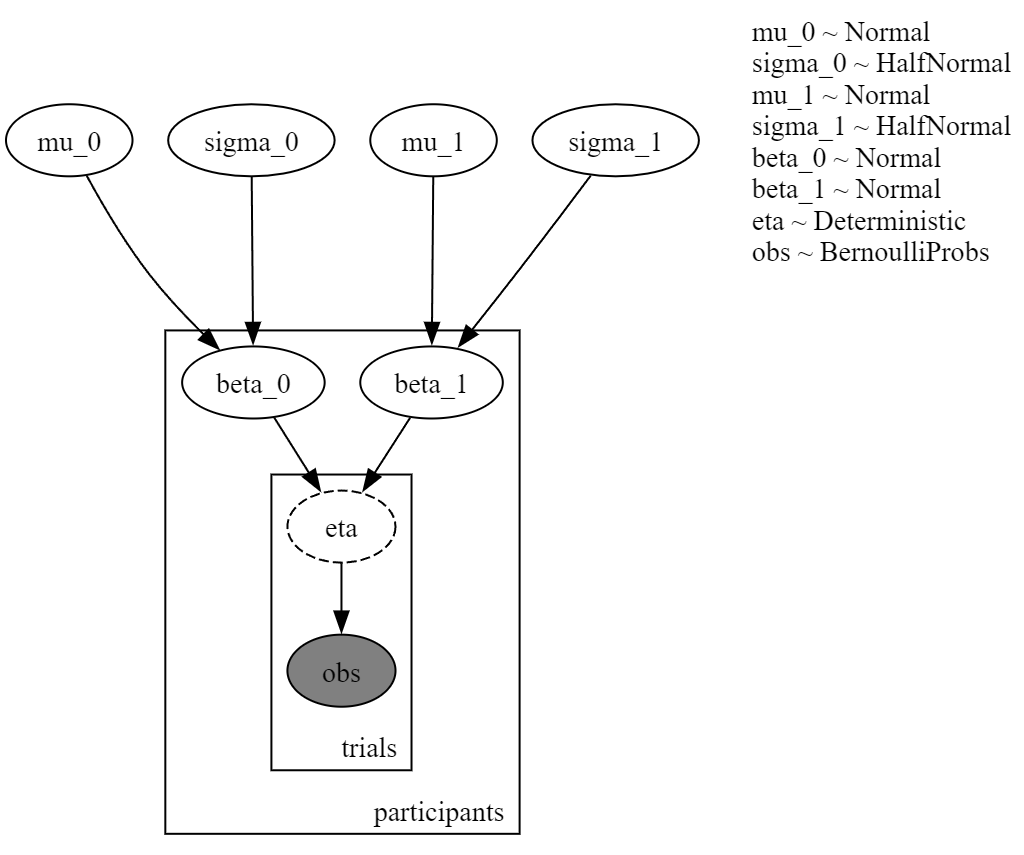 mu_0 ~ Normal
sigma_0 ~ HalfNormal
mu_1 ~ Normal
sigma_1 ~ HalfNormal
beta_0 ~ Normal
beta_1 ~ Normal
eta ~ Deterministic
obs ~ BernoulliProbs
mu_0
sigma_0
mu_1
sigma_1
beta_0
beta_1
eta
obs
trials
participants